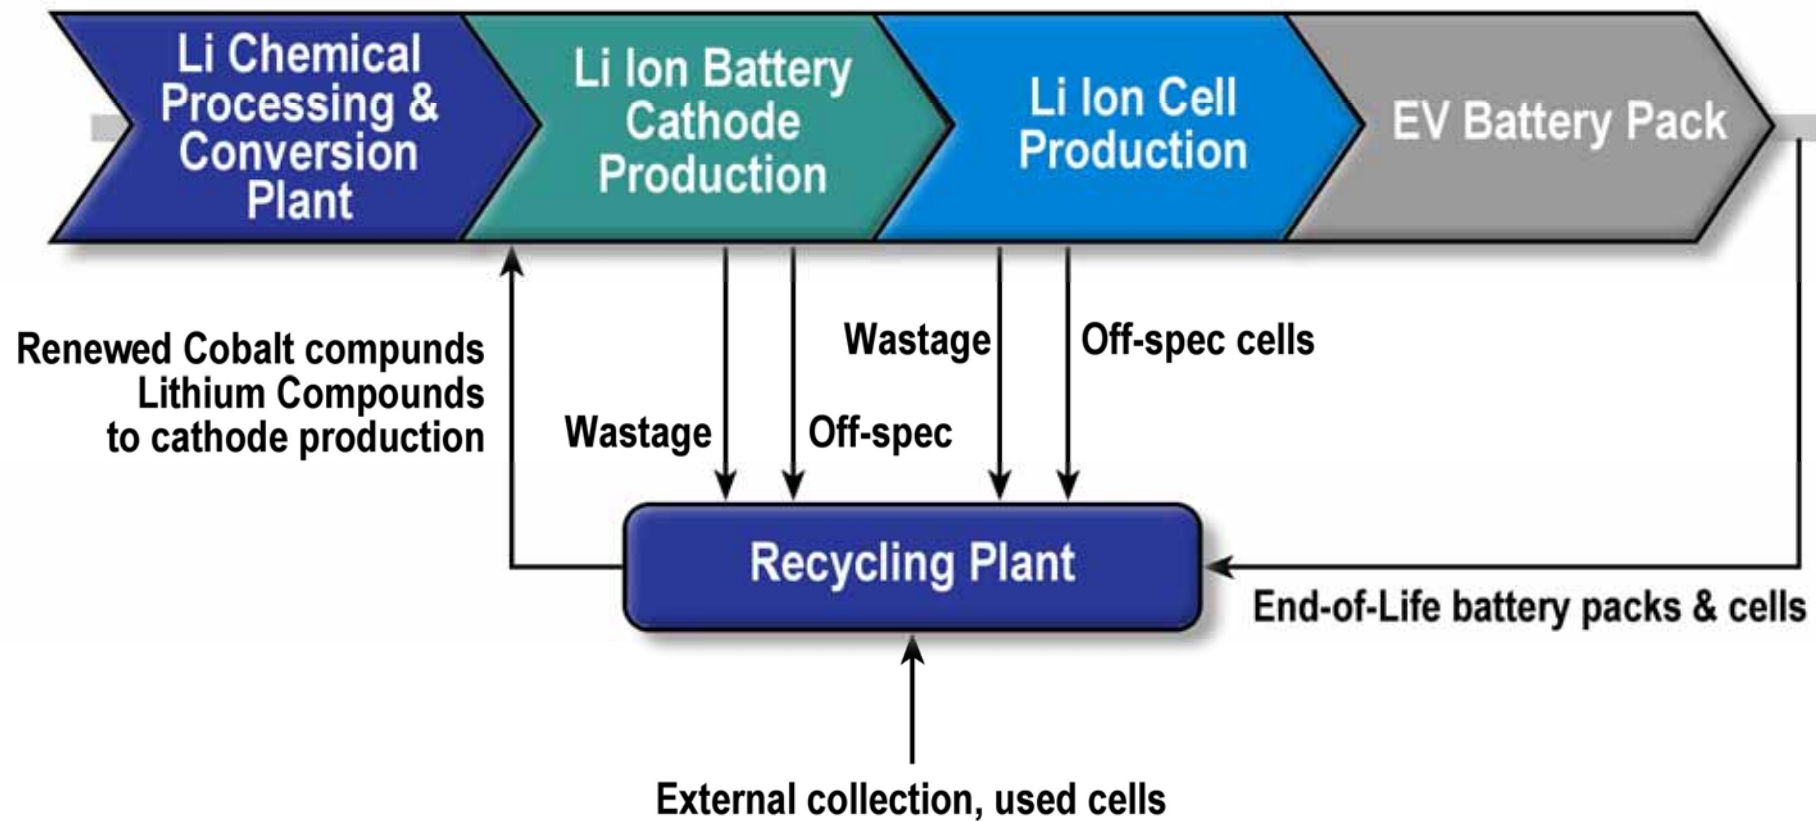 Li Chemical
Processing &
Conversion
Plant
Li Ion Battery
Cathode
Production
Li Ion Cell
Production
EV Battery Pack
Renewed Cobalt compunds
Lithium Compounds
to cathode production
Wastage
Off-spec
Wastage
Off-spec cells
Recycling Plant
End-of-Life battery packs & cells
External collection, used cells